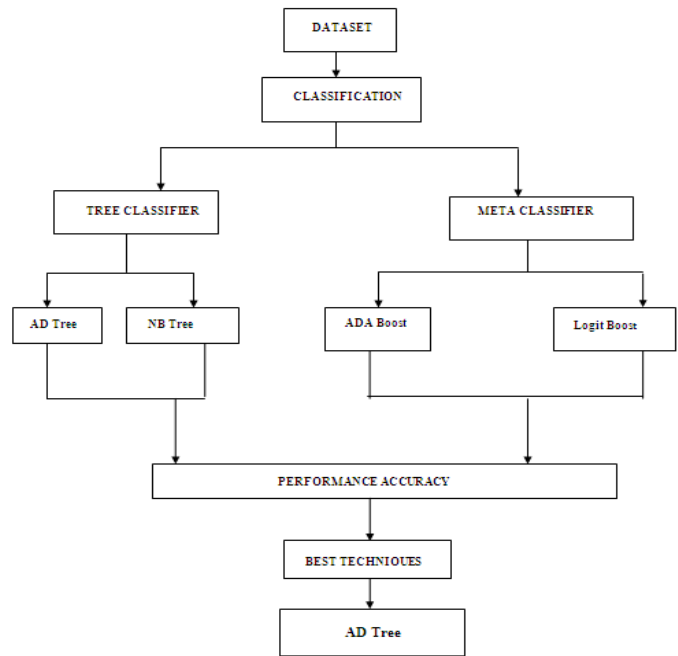 DATASET
CLASSIFICATION
TREE CLASSIFIER
META CLASSIFIER
AD Tree
NB Tree
ADA Boost
Logit Boost
PERFORMANCE ACCURACY
BEST TECHNIQUES
AD Tree